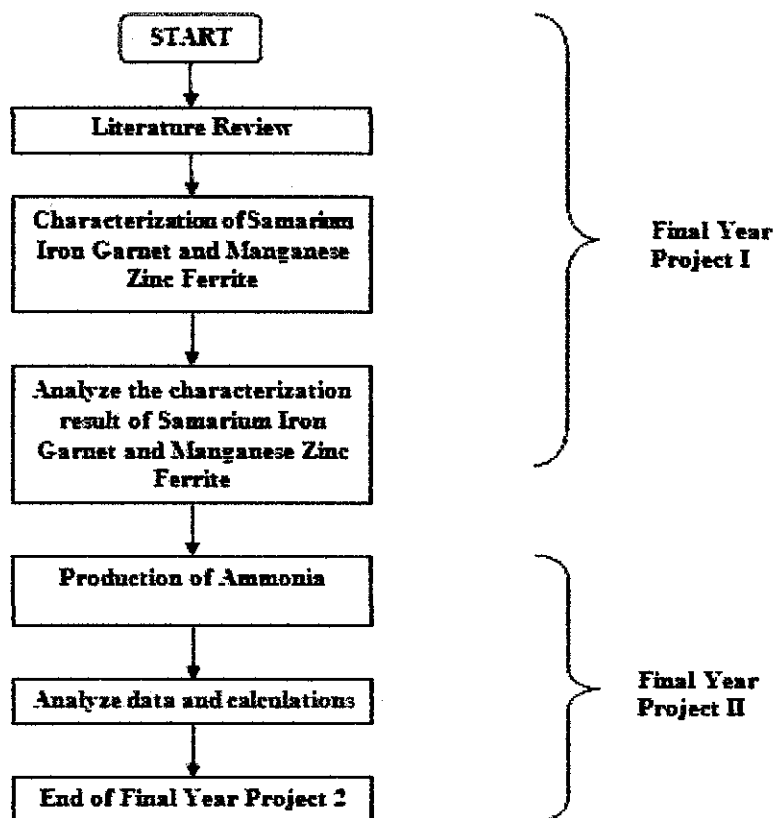 START
Literature Review
Characterization of Samarium
Iron Garnet and Manganese
Zinc Ferrite
Final Year
Project I
Analyze the characterization
result of Samarium Iron
Garnet and Manganese Zinc
Ferrite
Production of Ammonia
Analyze data and calculations
Final Year
Project II
End of Final Year Project 2